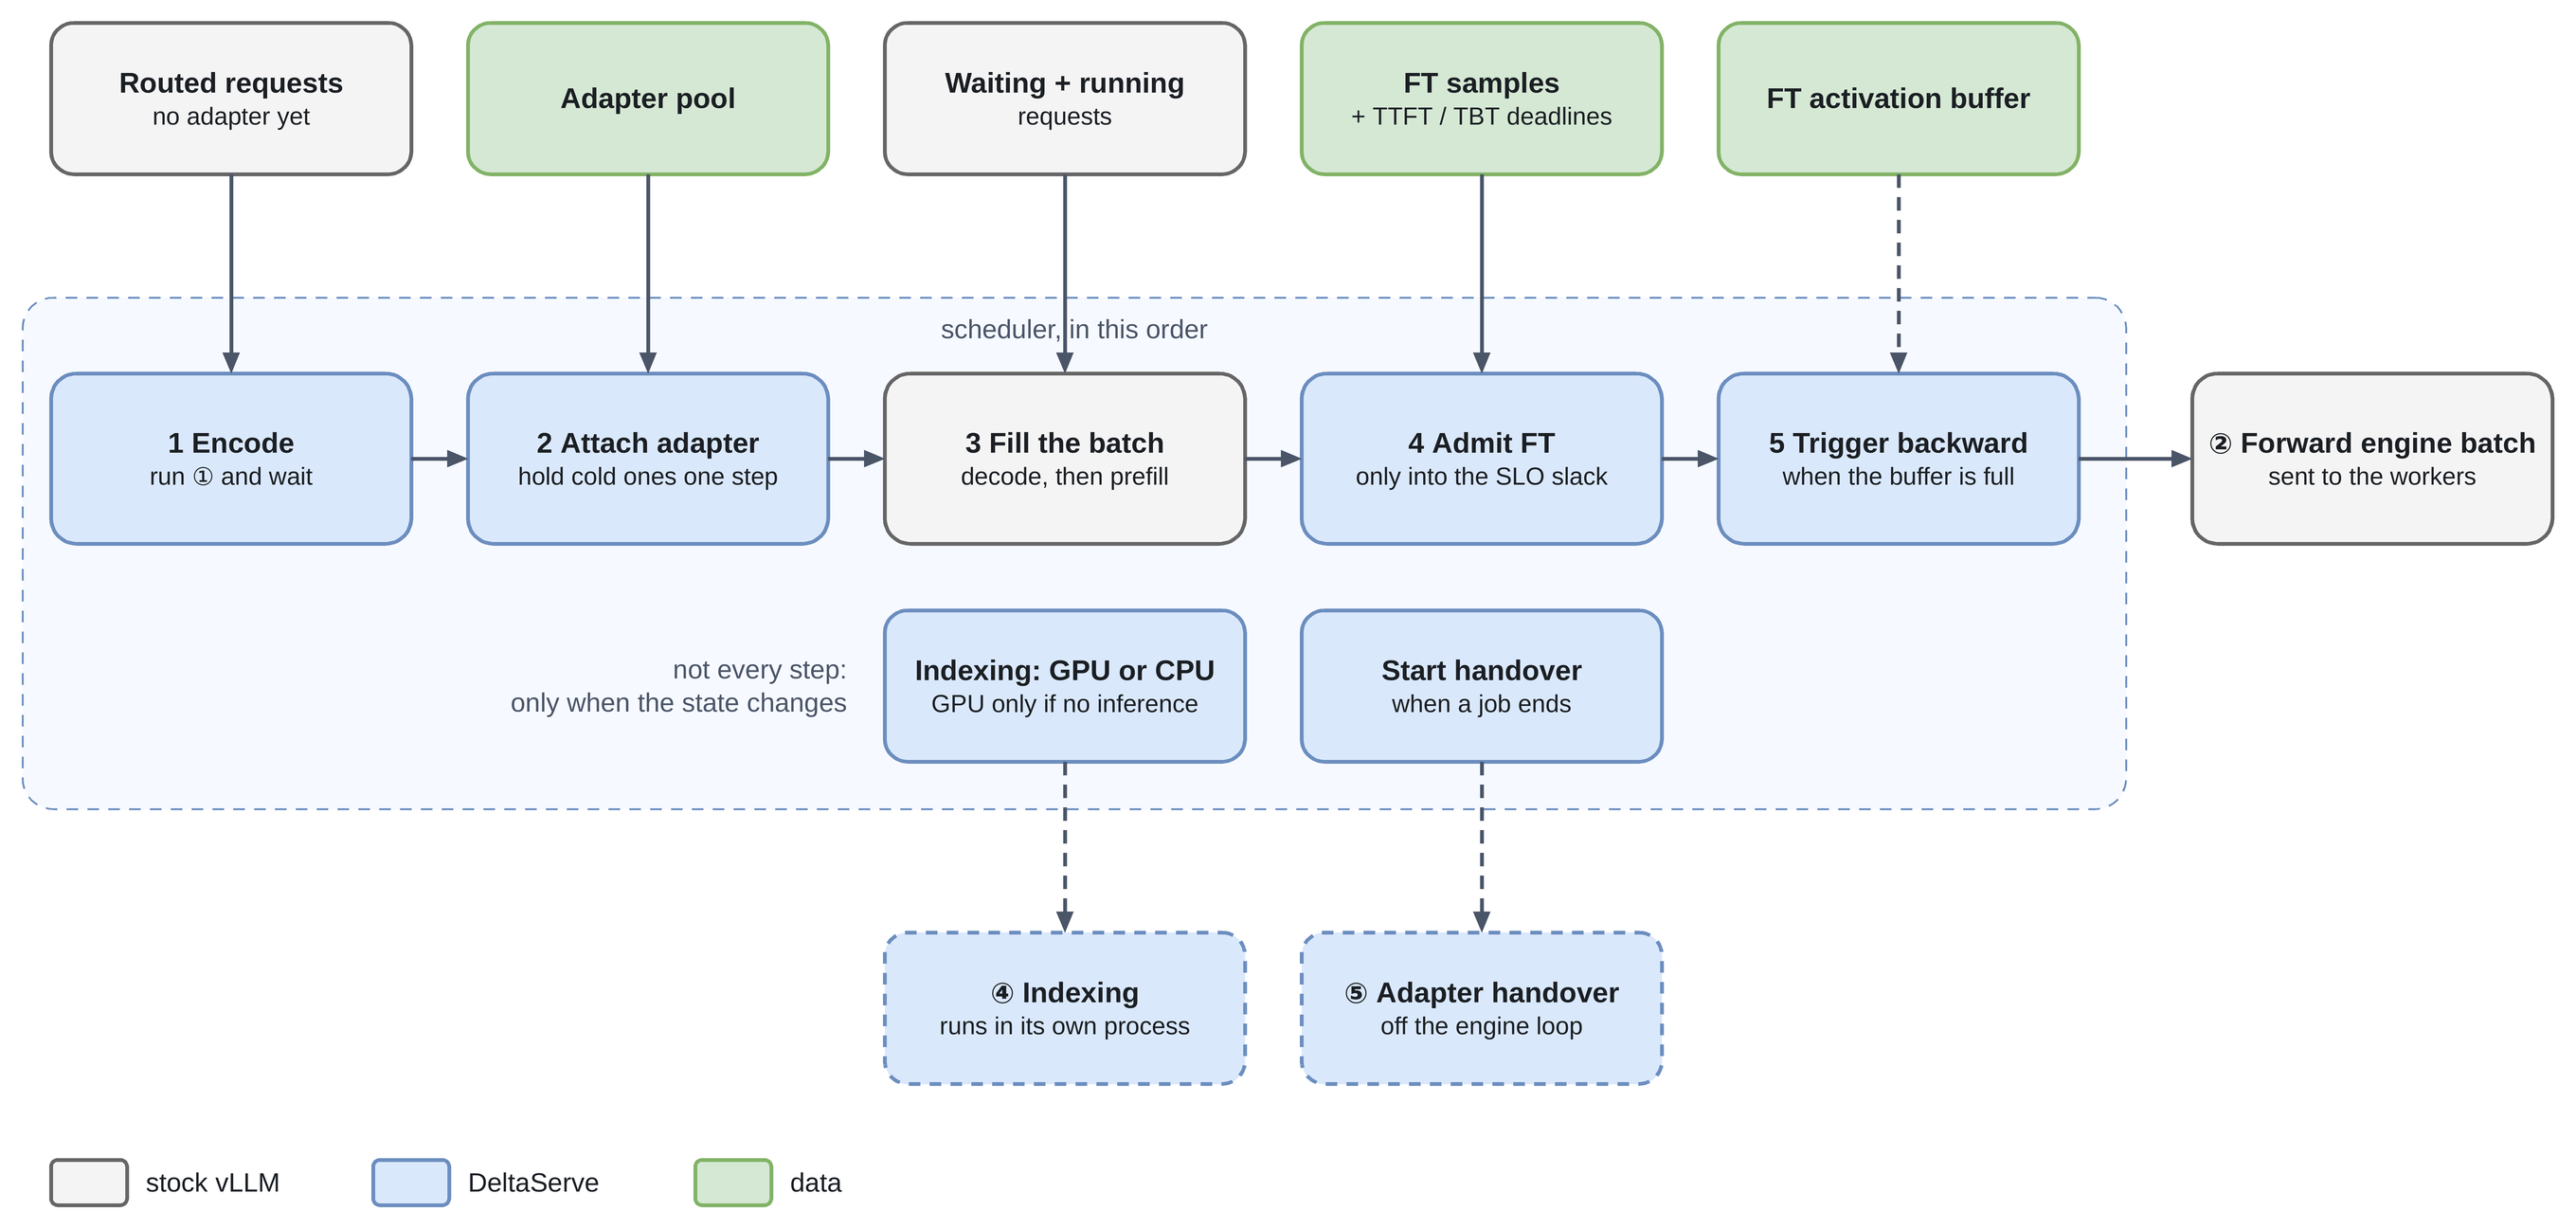 Routed requests
no adapter yet
Adapter pool
Waiting + running
requests
FT samples
+ TTFT / TBT deadlines
FT activation buffer
scheduler, in this order
1 Encode
run ① and wait
2 Attach adapter
hold cold ones one step
3 Fill the batch
decode, then prefill
4 Admit FT
only into the SLO slack
5 Trigger backward
when the buffer is full
② Forward engine batch
sent to the workers
not every step:
only when the state changes
Indexing: GPU or CPU
GPU only if no inference
Start handover
when a job ends
④ Indexing
runs in its own process
⑤ Adapter handover
off the engine loop
stock vLLM
DeltaServe
data